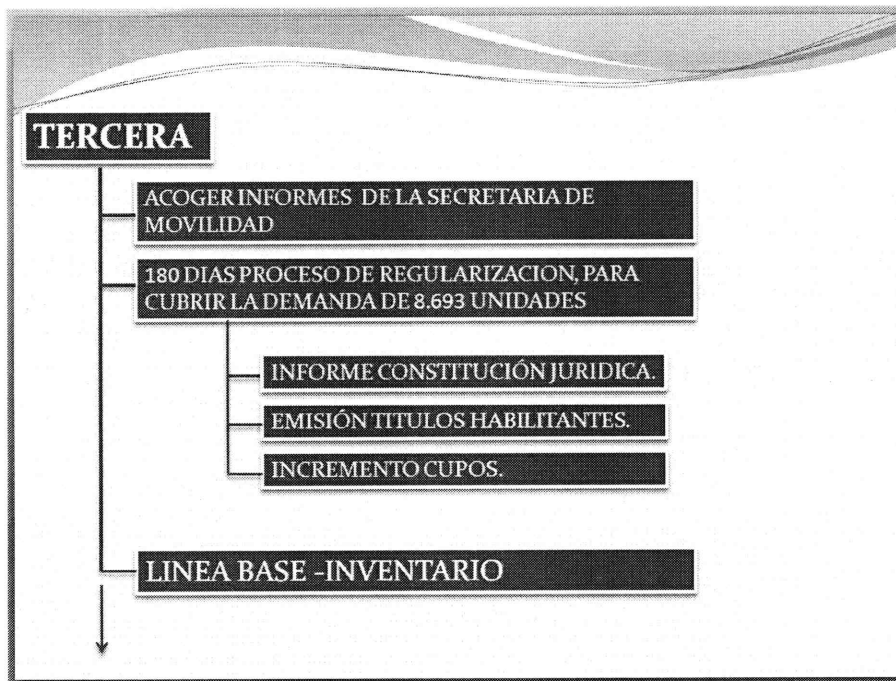 TERCERA
ACOGER INFORMES DE LA SECRETARIA DE
MOVILIDAD
180 DIAS PROCESO DE REGULARIZACION, PARA
CUBRIR LA DEMANDA DE 8.693 UNIDADES
INFORME CONSTITUCIÓN JURIDICA.
EMISIÓN TITULOS HABILITANTES.
INCREMENTO CUPOS.
LINEA BASE –INVENTARIO